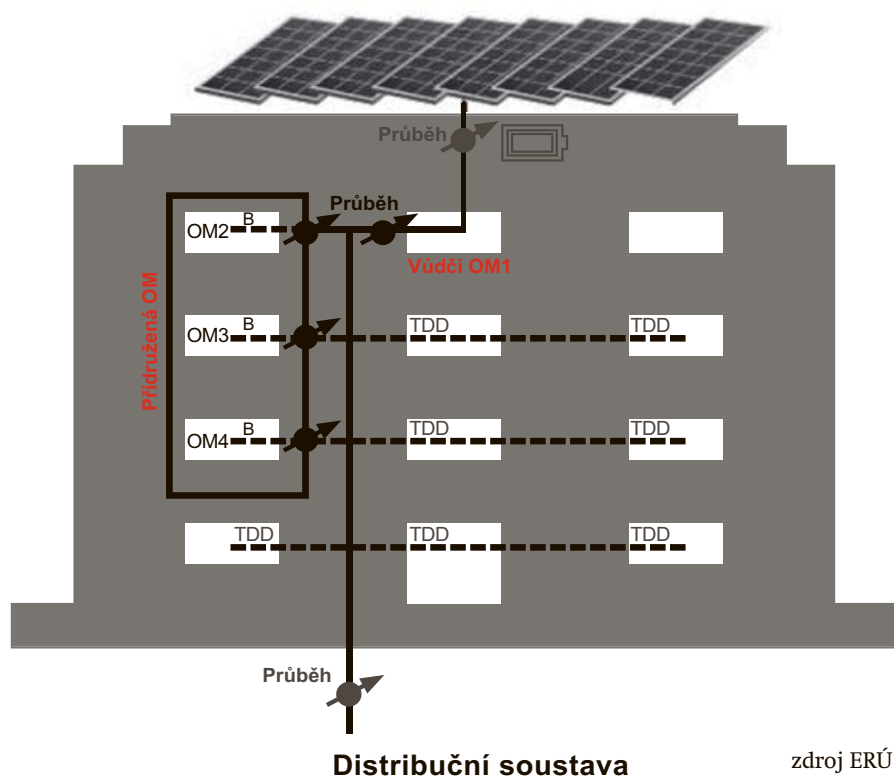 Průběh
Průběh
OM2
B
Vůdčí OM1
Přidružená OM
OM3
B
TDD
TDD
OM4
B
TDD
TDD
TDD
TDD
TDD
Průběh
Distribuční soustava
zdroj ERÚ